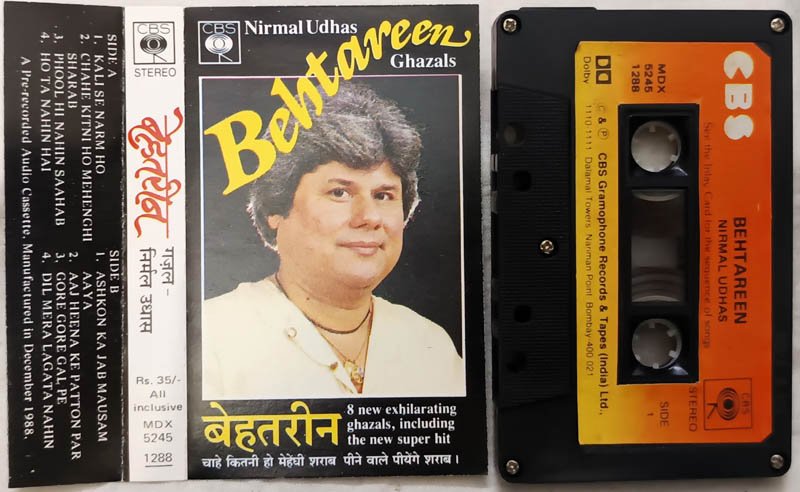 SIDE A
1. KALI SE NARM HO
2. CHAHE KITNI HO MEHENGHI
SHARAB
3. PHOOL HI NAHIN SAAHAB
4. HO TA NAHIN HAI
SIDE B
1. ASHKON KA JAB MAUSAM
AAYA
2. AAJ HEENA KE PATTON PAR
3. GORE GORE GAL PE
4. DIL MERA LAGATA NAHIN
A Pre-recorded Audio Cassette. Manufactured in December 1988.
CBS
STEREO
बेहतरीन
गज़ल -
निर्मल उधास
Rs. 35/-
All
inclusive
MDX
5245
1288
CBS
Nirmal Udhas
Behtareen
Ghazals
बेहतरीन
8 new exhilarating
ghazals, including
the new super hit
चाहे कितनी हो मेहेंघी शराब पीने वाले पीयेंगे शराब ।
Dolby
MDX
5245
1288
CBS
See the Inlay Card for the sequence of songs
BEHTAREEN
NIRMAL UDHAS
© & ℗ CBS Gramophone Records & Tapes (India) Ltd.,
1110-1111, Dalamal Towers, Nariman Point, Bombay-400 021
STEREO
SIDE
1
CBS